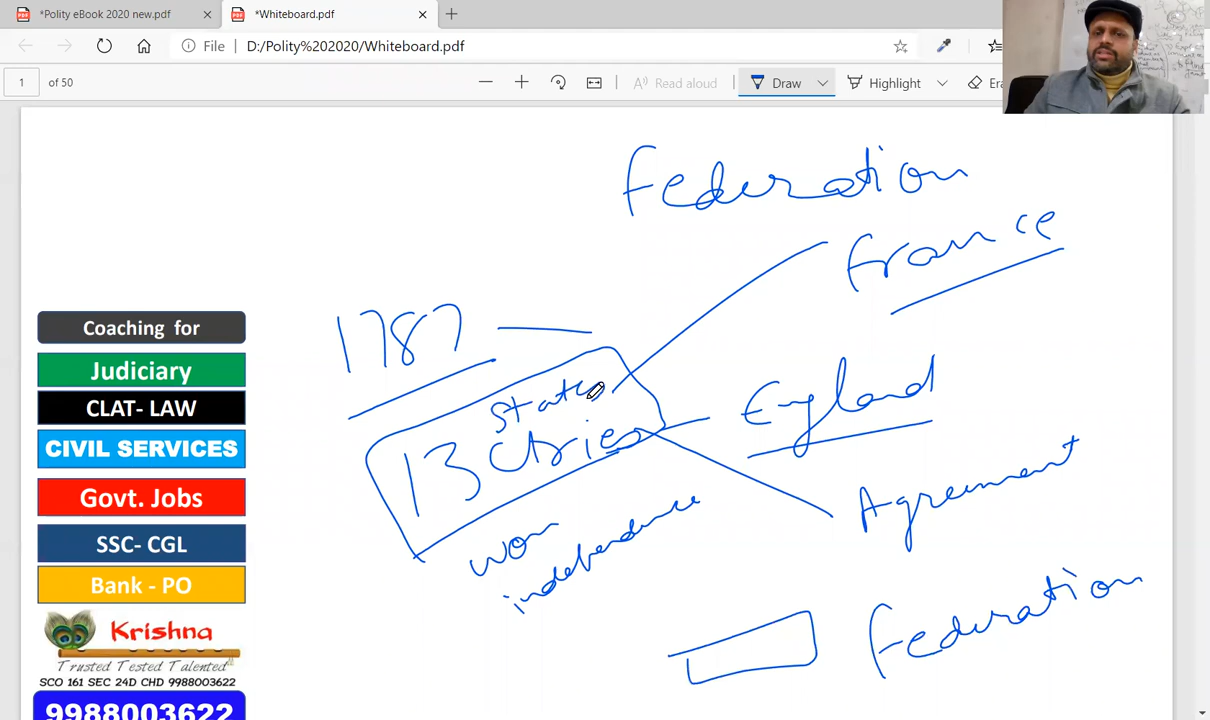 *Polity eBook 2020 new.pdf
*Whiteboard.pdf
File D:/Polity%202020/Whiteboard.pdf
1 of 50
Read aloud
Draw
Highlight
Era
Federation
France
1787
States
13 Ctries
England
won
independence
Agreement
Federation
Coaching for
Judiciary
CLAT- LAW
CIVIL SERVICES
Govt. Jobs
SSC- CGL
Bank - PO
Krishna
Trusted Tested Talented
SCO 161 SEC 24D CHD 9988003622
9988003622